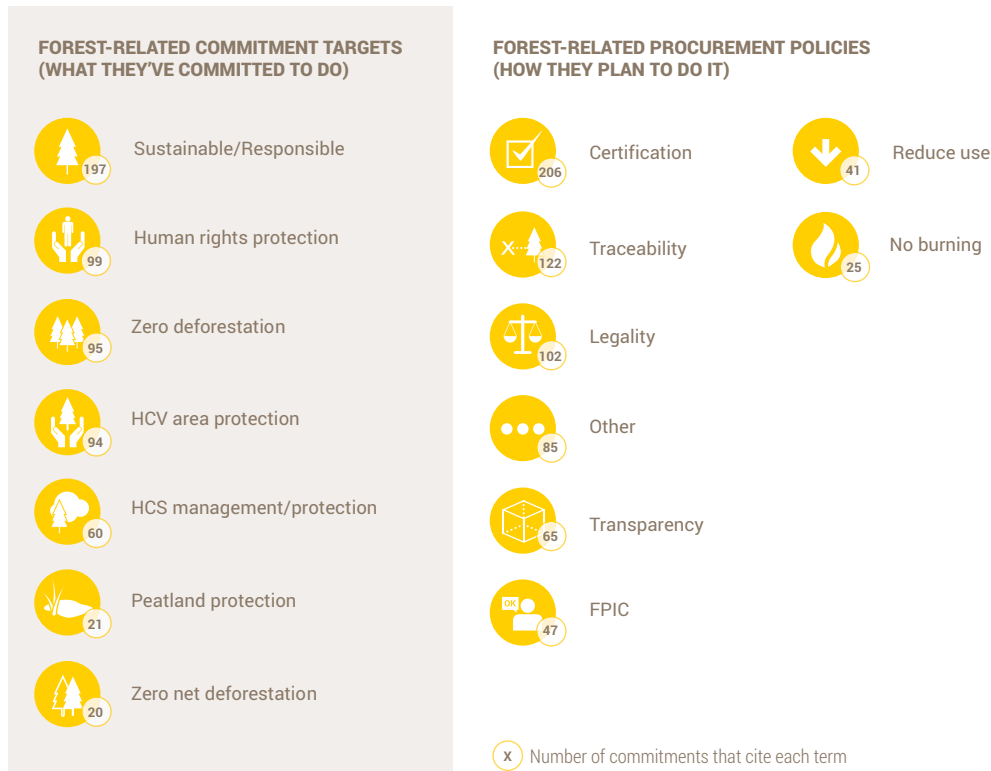 FOREST-RELATED COMMITMENT TARGETS
(WHAT THEY'VE COMMITTED TO DO)
197
Sustainable/Responsible
99
Human rights protection
95
Zero deforestation
94
HCV area protection
60
HCS management/protection
21
Peatland protection
20
Zero net deforestation
FOREST-RELATED PROCUREMENT POLICIES
(HOW THEY PLAN TO DO IT)
206
Certification
X
122
Traceability
102
Legality
85
Other
65
Transparency
OK
47
FPIC
41
Reduce use
25
No burning
X Number of commitments that cite each term